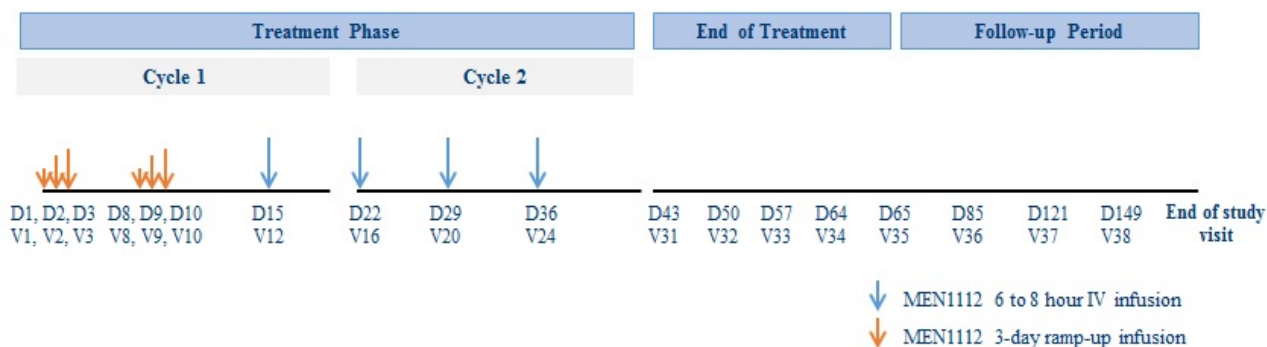 Treatment Phase
End of Treatment
Follow-up Period
Cycle 1
Cycle 2
D1, D2, D3 D8, D9, D10 D15 D22 D29 D36 D43 D50 D57 D64 D65 D85 D121 D149 End of study
V1, V2, V3 V8, V9, V10 V12 V16 V20 V24 V31 V32 V33 V34 V35 V36 V37 V38 visit
MEN1112 6 to 8 hour IV infusion
MEN1112 3-day ramp-up infusion